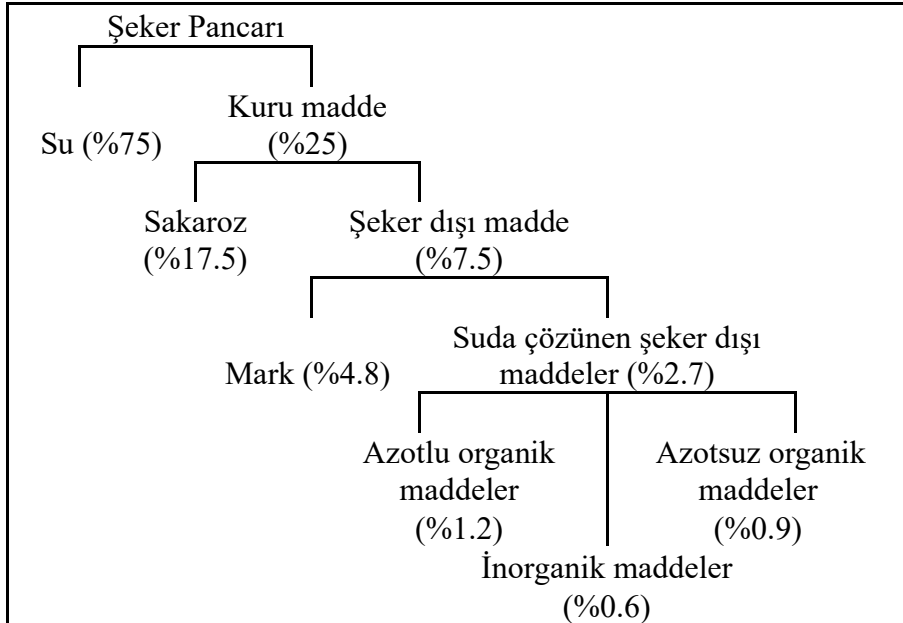 Şeker Pancarı
Kuru madde
Su (%75) (%25)
Sakaroz Şeker dışı madde
(%17.5) (%7.5)
Suda çözünen şeker dışı
Mark (%4.8) maddeler (%2.7)
Azotlu organik Azotsuz organik
maddeler maddeler
(%1.2) (%0.9)
İnorganik maddeler
(%0.6)